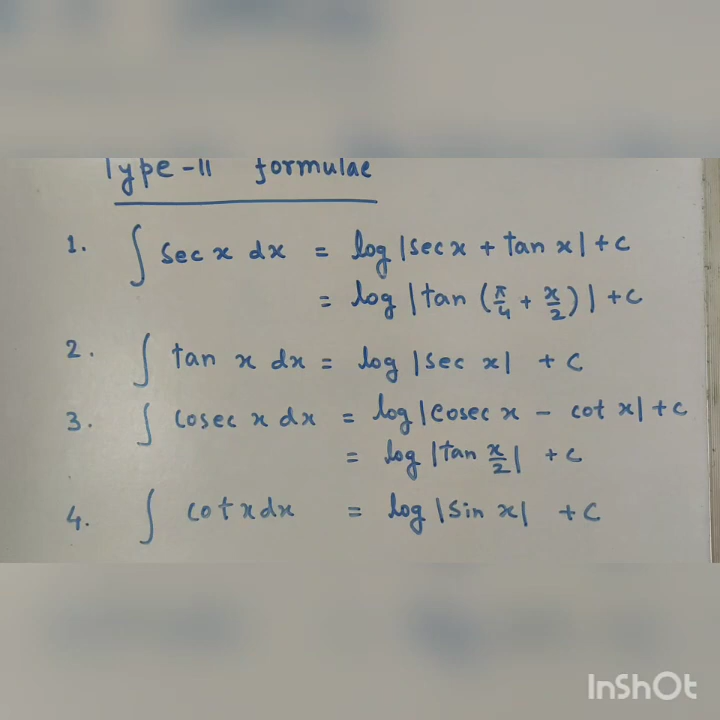 Type-II formulae
1. ∫ sec x dx = log |sec x + tan x| + c
= log |tan (π/4 + x/2)| + c
2. ∫ tan x dx = log |sec x| + c
3. ∫ cosec x dx = log |cosec x - cot x| + c
= log |tan x/2| + c
4. ∫ cot x dx = log |sin x| + c
InShOt